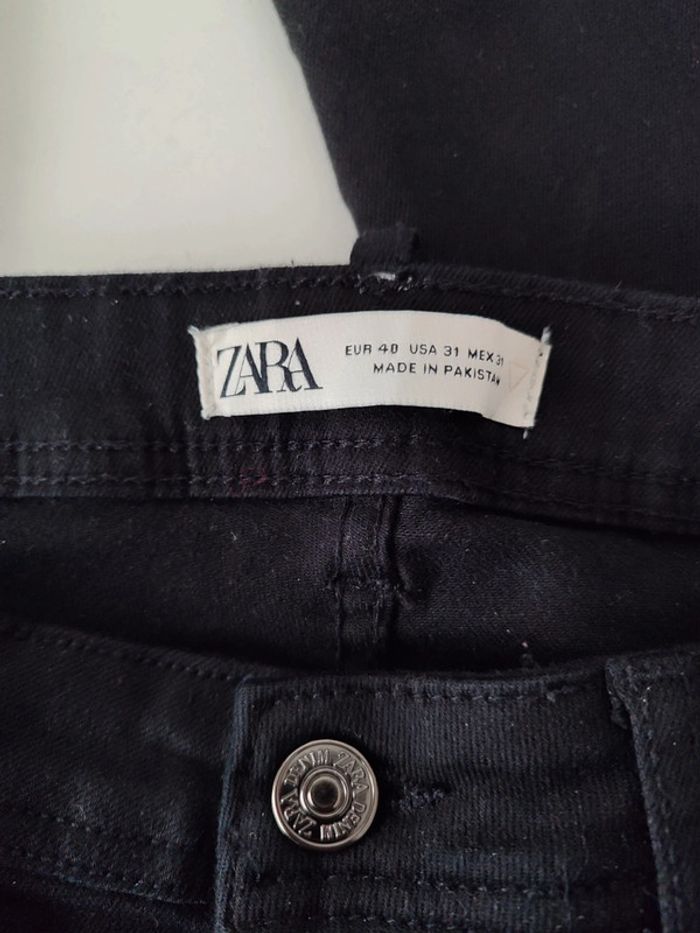 ZARA
EUR 40 USA 31 MEX 31
MADE IN PAKISTAN
ZARA DENIM ZARA DENIM